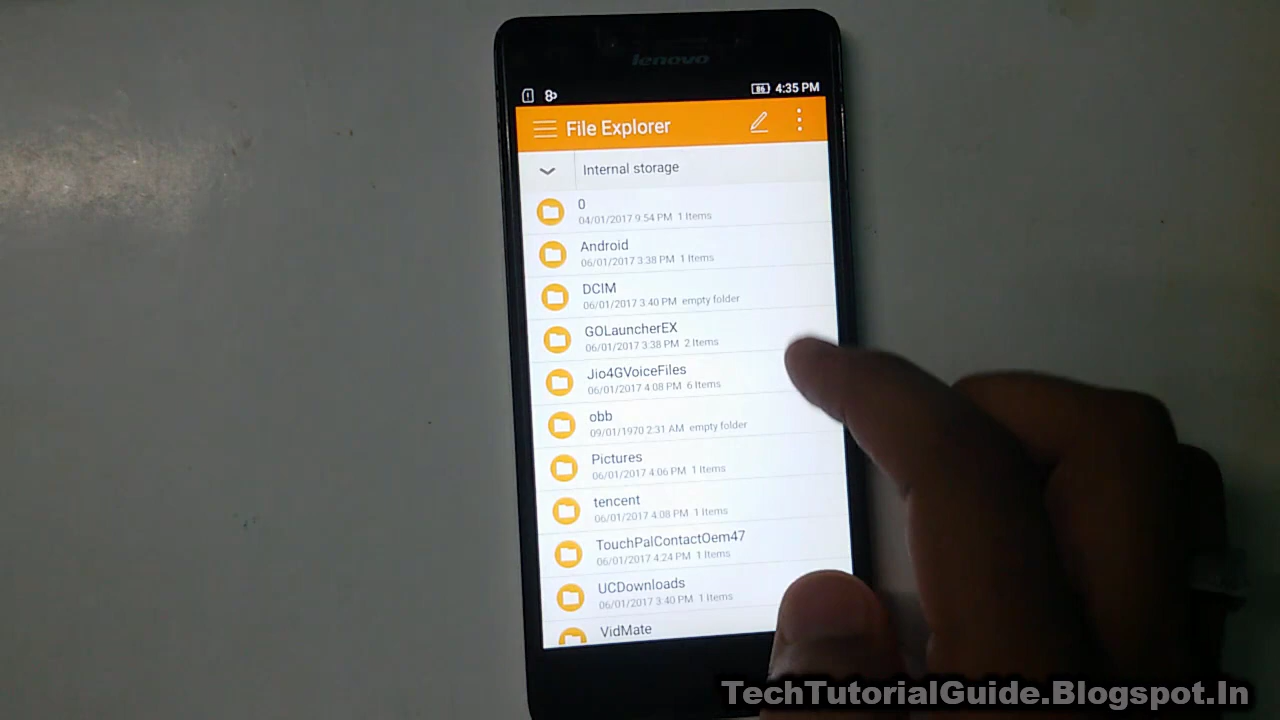 lenovo
86 4:35 PM
File Explorer
Internal storage
0
04/01/2017 9:54 PM 1 Items
Android
06/01/2017 3:38 PM 1 Items
DCIM
06/01/2017 3:40 PM empty folder
GOLauncherEX
06/01/2017 3:38 PM 2 Items
Jio4GVoiceFiles
06/01/2017 4:08 PM 6 Items
obb
09/01/1970 2:31 AM empty folder
Pictures
06/01/2017 4:06 PM 1 Items
tencent
06/01/2017 4:08 PM 1 Items
TouchPalContactOem47
06/01/2017 4:24 PM 1 Items
UCDownloads
06/01/2017 3:40 PM 1 Items
VidMate
TechTutorialGuide.Blogspot.In